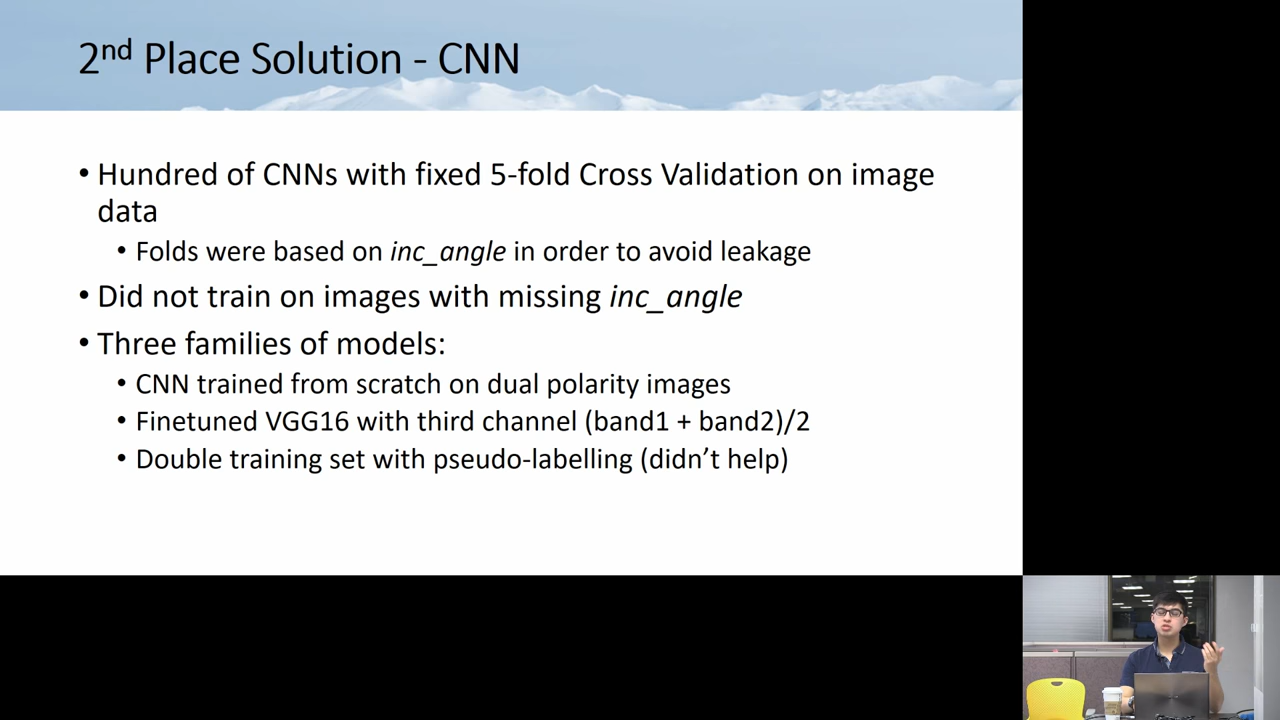 2nd Place Solution - CNN
• Hundred of CNNs with fixed 5-fold Cross Validation on image
data
• Folds were based on inc_angle in order to avoid leakage
• Did not train on images with missing inc_angle
• Three families of models:
• CNN trained from scratch on dual polarity images
• Finetuned VGG16 with third channel (band1 + band2)/2
• Double training set with pseudo-labelling (didn’t help)